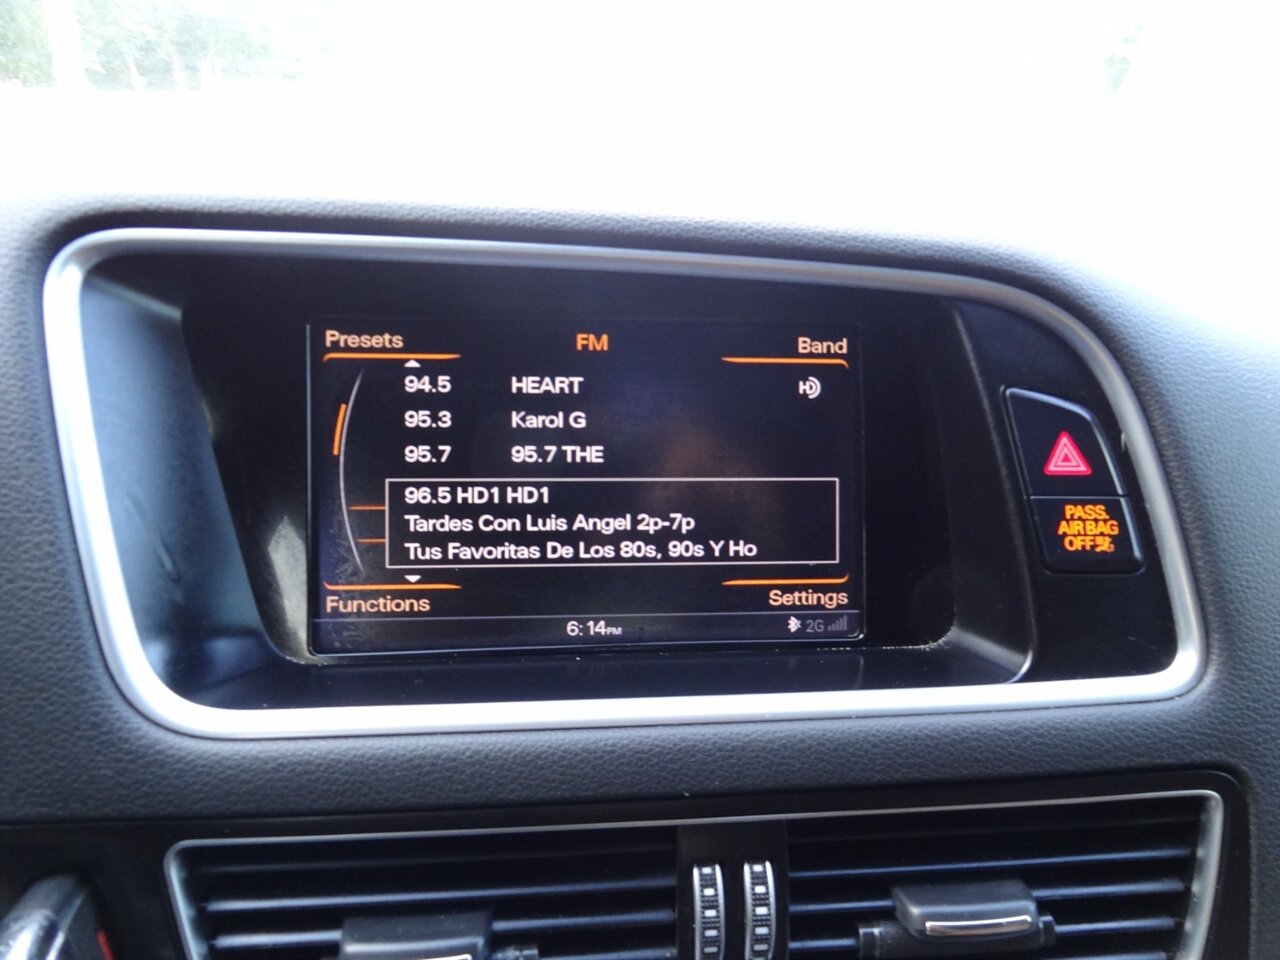 Presets FM Band
94.5 HEART HD
95.3 Karol G
95.7 95.7 THE
96.5 HD1 HD1
Tardes Con Luis Angel 2p-7p
Tus Favoritas De Los 80s, 90s Y Ho
Functions Settings
6:14PM 2G
PASS.
AIR BAG
OFF